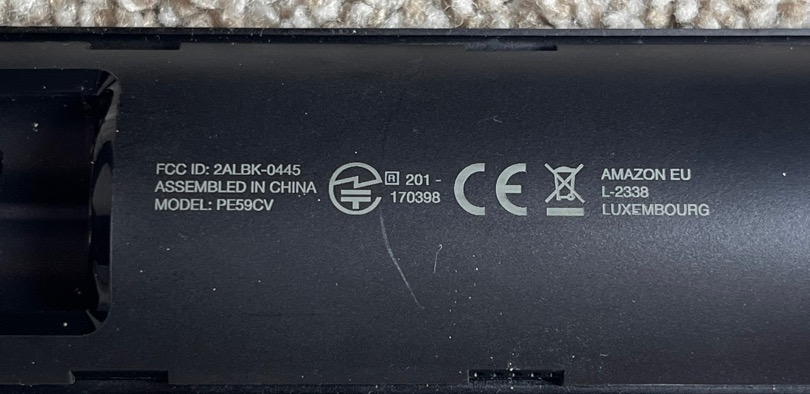 FCC ID: 2ALBK-0445
ASSEMBLED IN CHINA
MODEL: PE59CV
R 201 -
170398
CE
AMAZON EU
L-2338
LUXEMBOURG